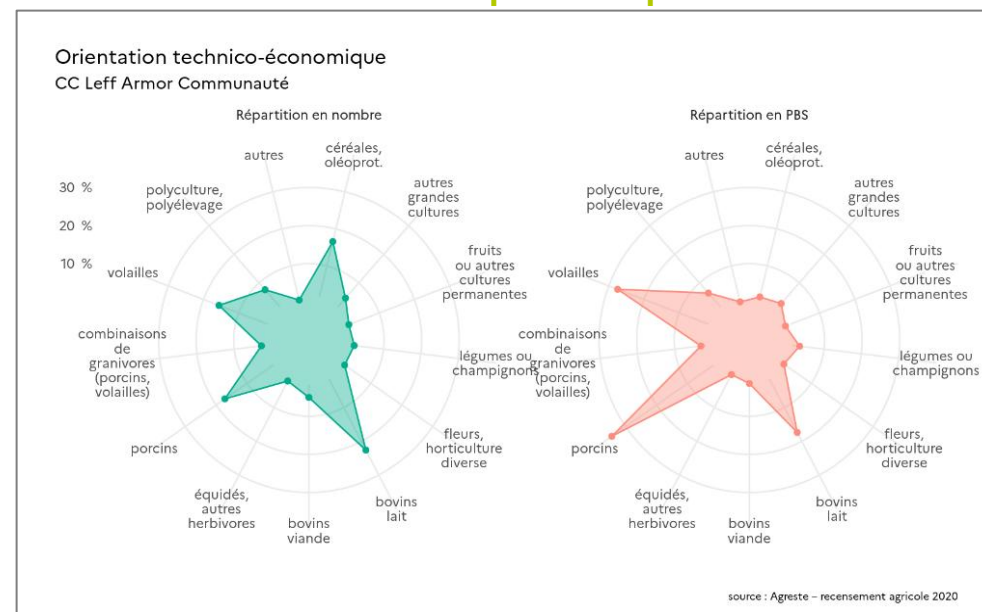 Orientation technico-économique
CC Leff Armor Communauté
Répartition en nombre
30 %
20 %
10 %
autres
céréales,
oléoprot.
autres
grandes
cultures
fruits
ou autres
cultures
permanentes
légumes ou
champignons
fleurs,
horticulture
diverse
bovins
lait
bovins
viande
équidés,
autres
herbivores
porcins
combinaisons
de
granivores
(porcins,
volailles)
volailles
polyculture,
polyélevage
Répartition en PBS
autres
céréales,
oléoprot.
autres
grandes
cultures
fruits
ou autres
cultures
permanentes
légumes ou
champignons
fleurs,
horticulture
diverse
bovins
lait
bovins
viande
équidés,
autres
herbivores
porcins
combinaisons
de
granivores
(porcins,
volailles)
volailles
polyculture,
polyélevage
source : Agreste – recensement agricole 2020